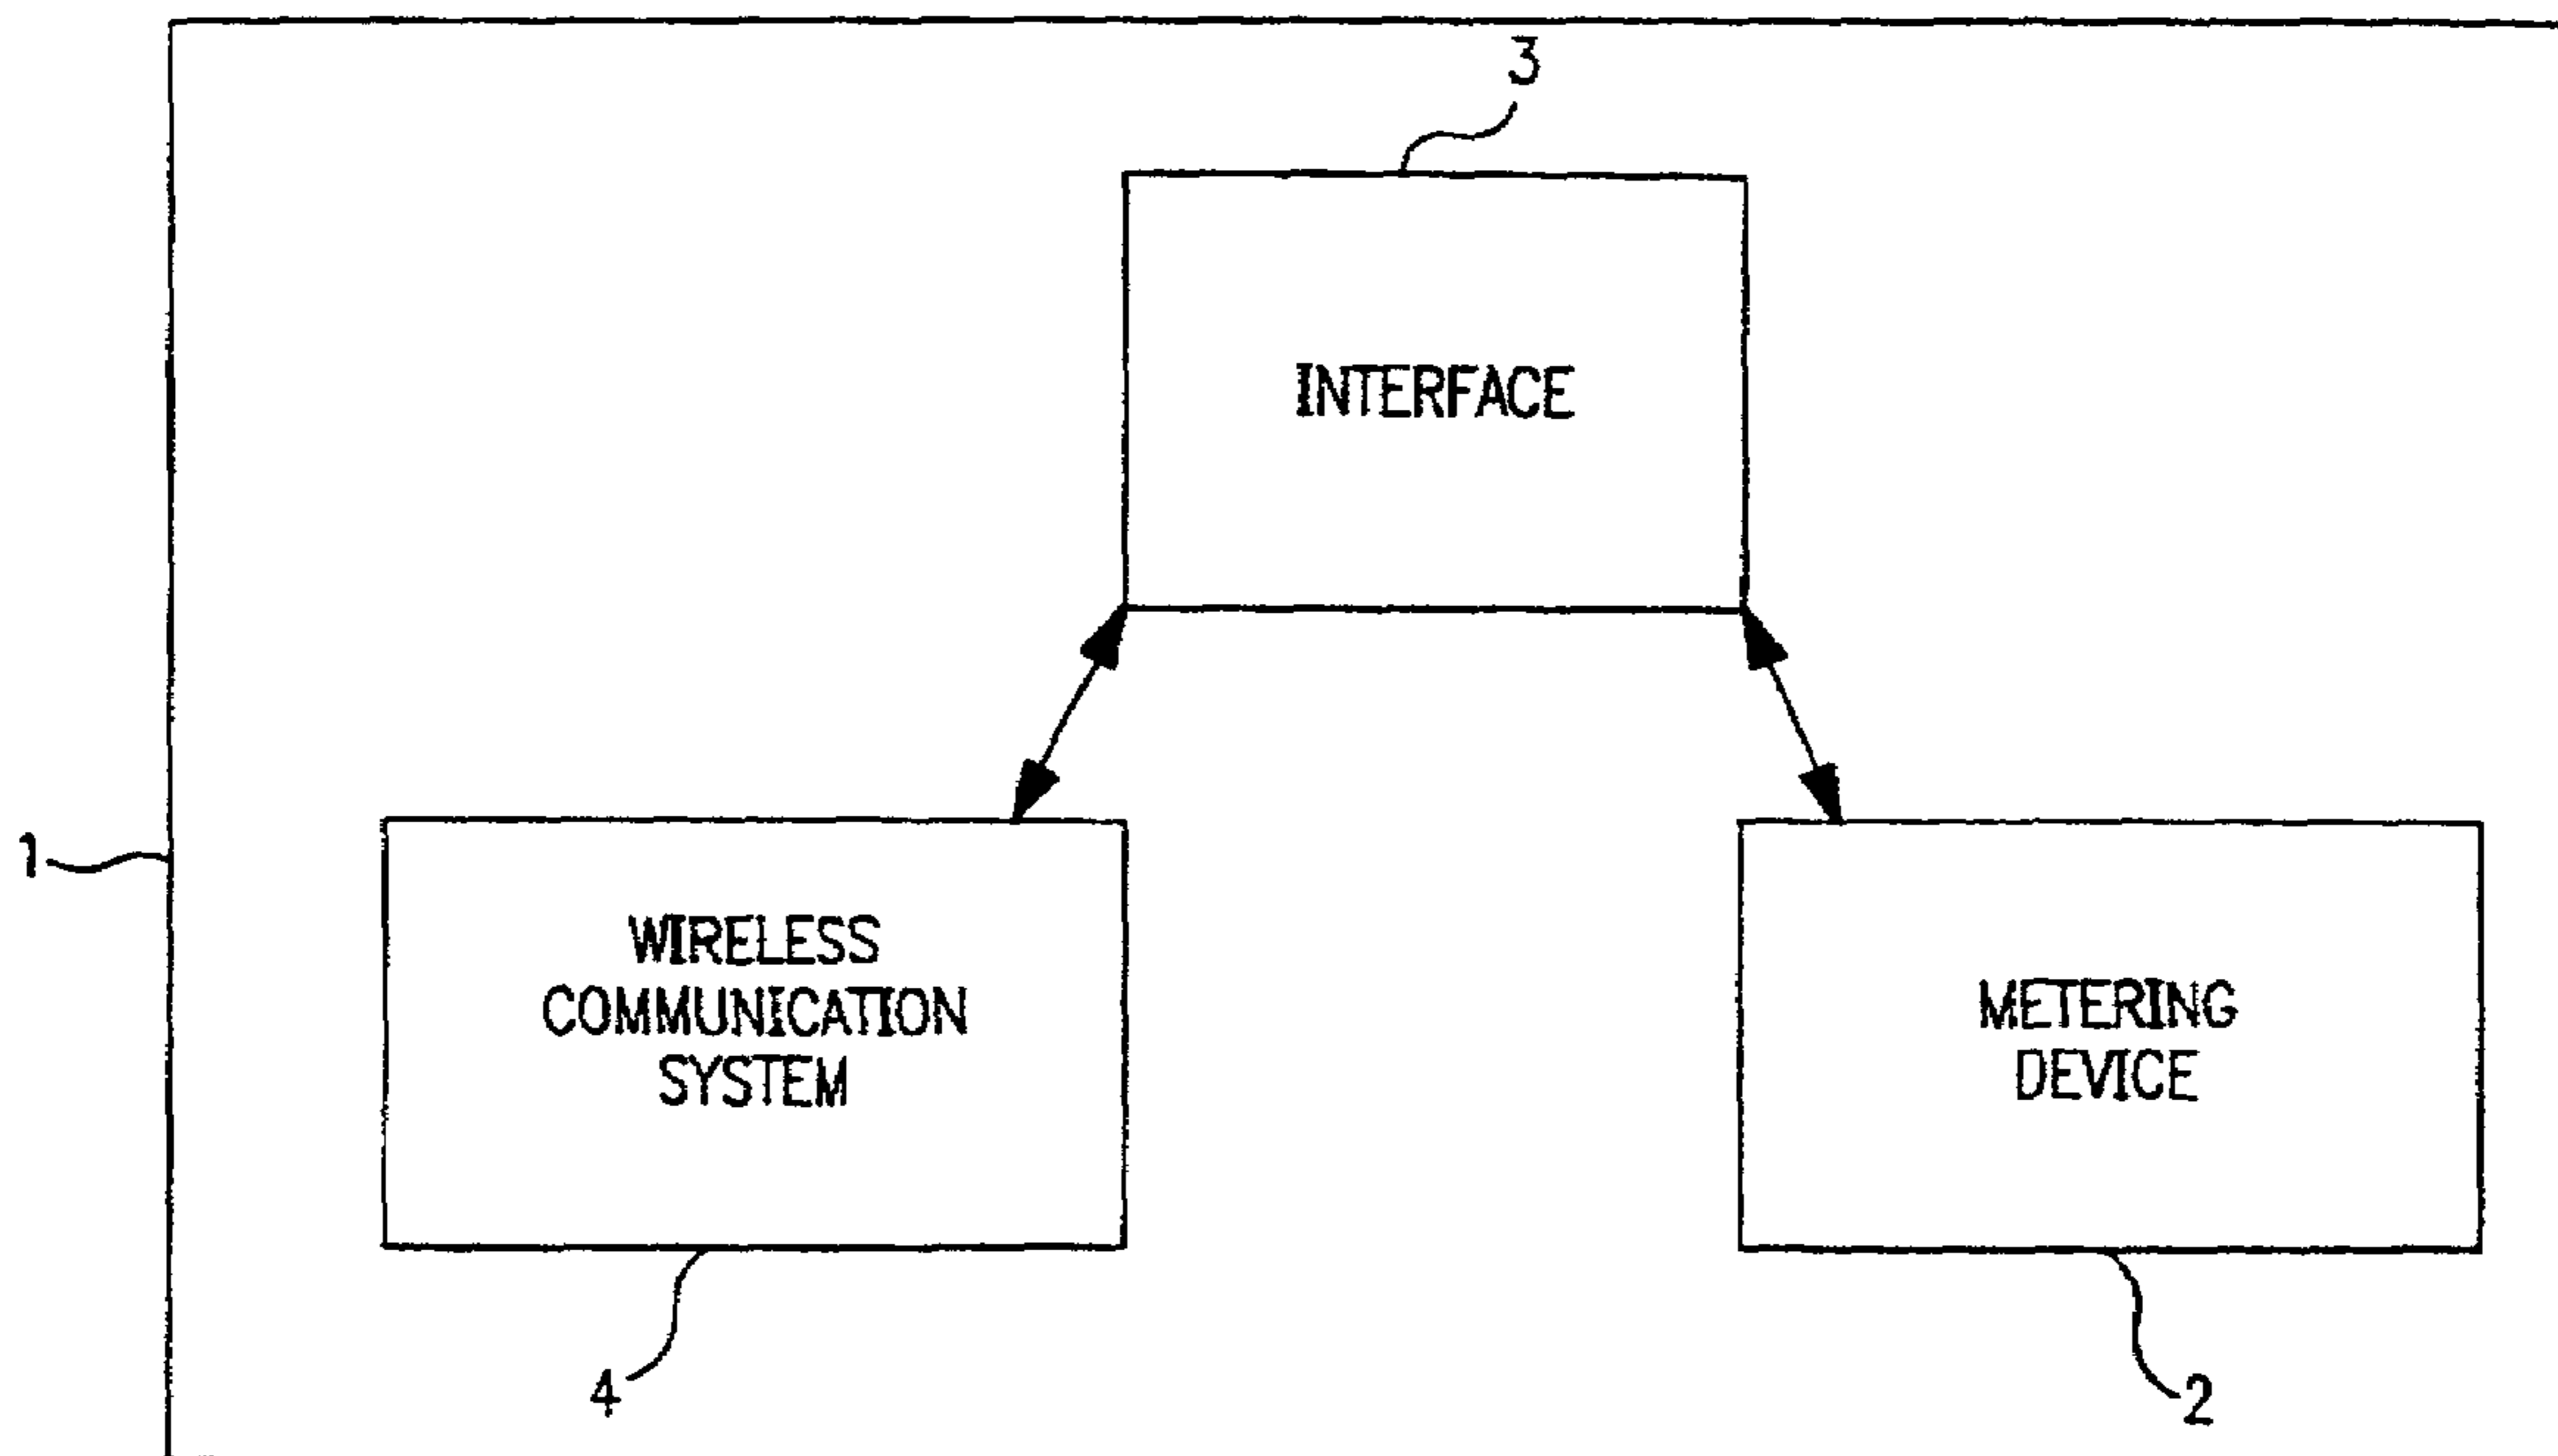 3
INTERFACE
1
WIRELESS
COMMUNICATION
SYSTEM
METERING
DEVICE
4
2